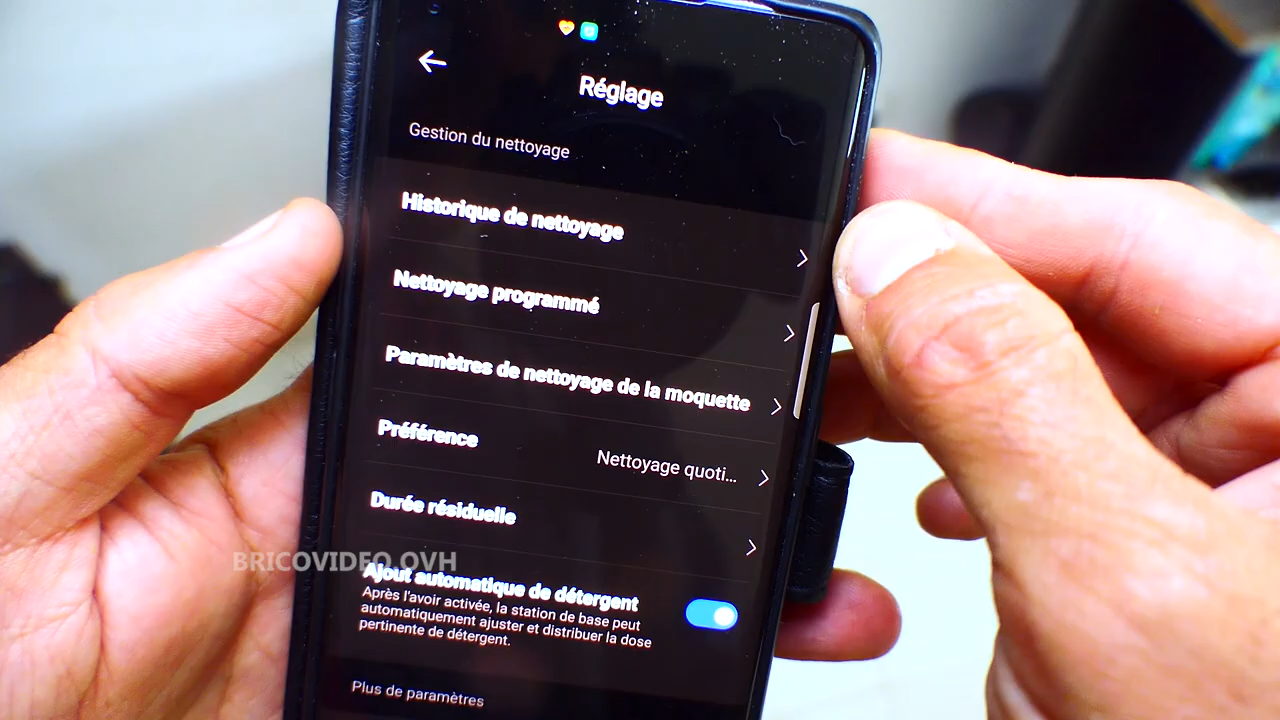 Réglage
Gestion du nettoyage
Historique de nettoyage
Nettoyage programmé
Paramètres de nettoyage de la moquette
Préférence
Nettoyage quoti...
Durée résiduelle
BRICOVIDEO.OVH
Ajout automatique de détergent
Après l'avoir activée, la station de base peut
automatiquement ajuster et distribuer la dose
pertinente de détergent.
Plus de paramètres